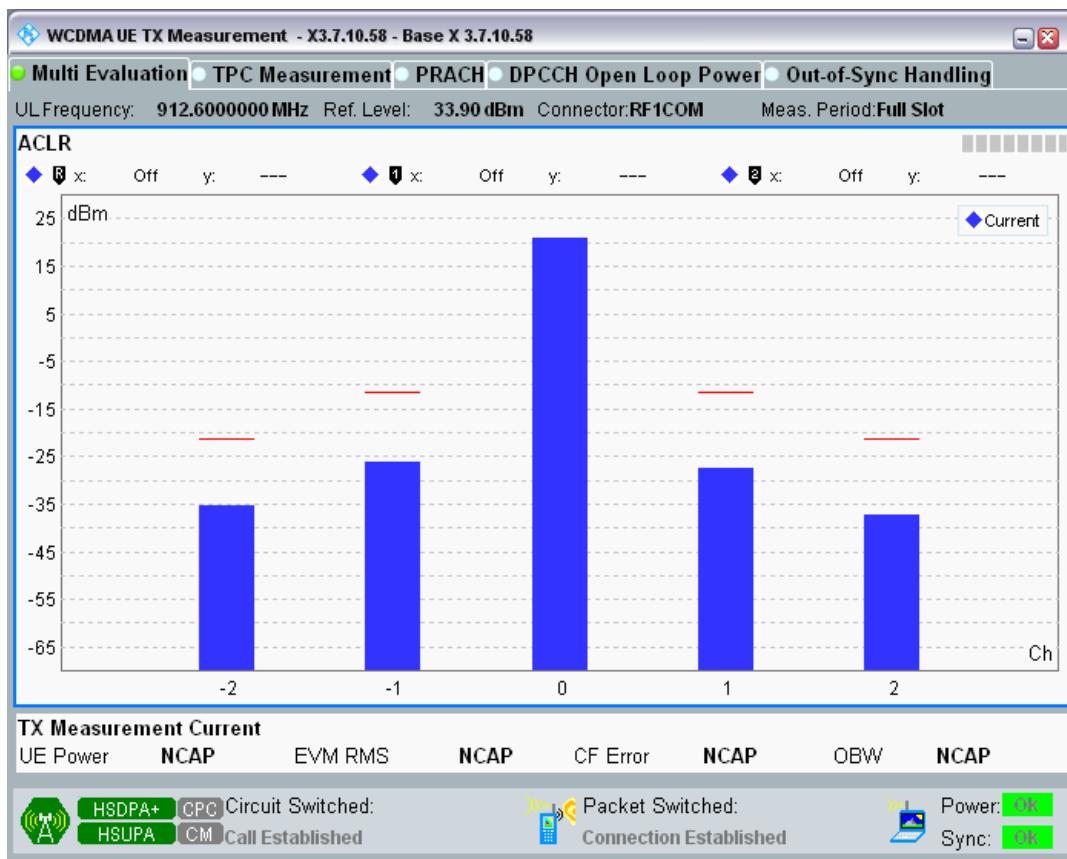 WCDMA UE TX Measurement - X3.7.10.58 - Base X 3.7.10.58
Multi Evaluation TPC Measurement PRACH DPCCH Open Loop Power Out-of-Sync Handling
UL Frequency: 912.6000000 MHz Ref. Level: 33.90 dBm Connector:RF1COM Meas. Period:Full Slot
ACLR
R x: Off y: --- 1 x: Off y: --- 2 x: Off y: ---
dBm
Current
25
15
5
-5
-15
-25
-35
-45
-55
-65
Ch
-2 -1 0 1 2
TX Measurement Current
UE Power NCAP EVM RMS NCAP CF Error NCAP OBW NCAP
HSDPA+ CPC Circuit Switched: Packet Switched: Power: OK
HSUPA CM Call Established Connection Established Sync: OK